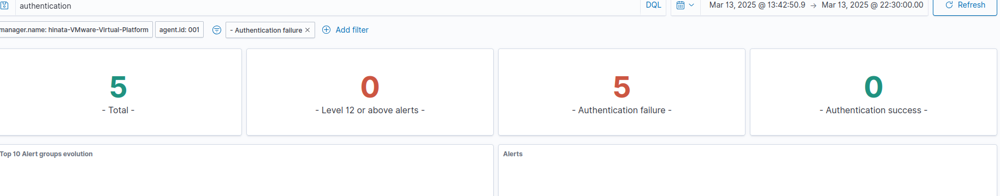 authentication DQL Mar 13, 2025 @ 13:42:50.9 → Mar 13, 2025 @ 22:30:00.00 Refresh
manager.name: hinata-VMware-Virtual-Platform agent.id: 001 - Authentication failure × Add filter
5 0 5 0
- Total - - Level 12 or above alerts - - Authentication failure - - Authentication success -
Top 10 Alert groups evolution Alerts